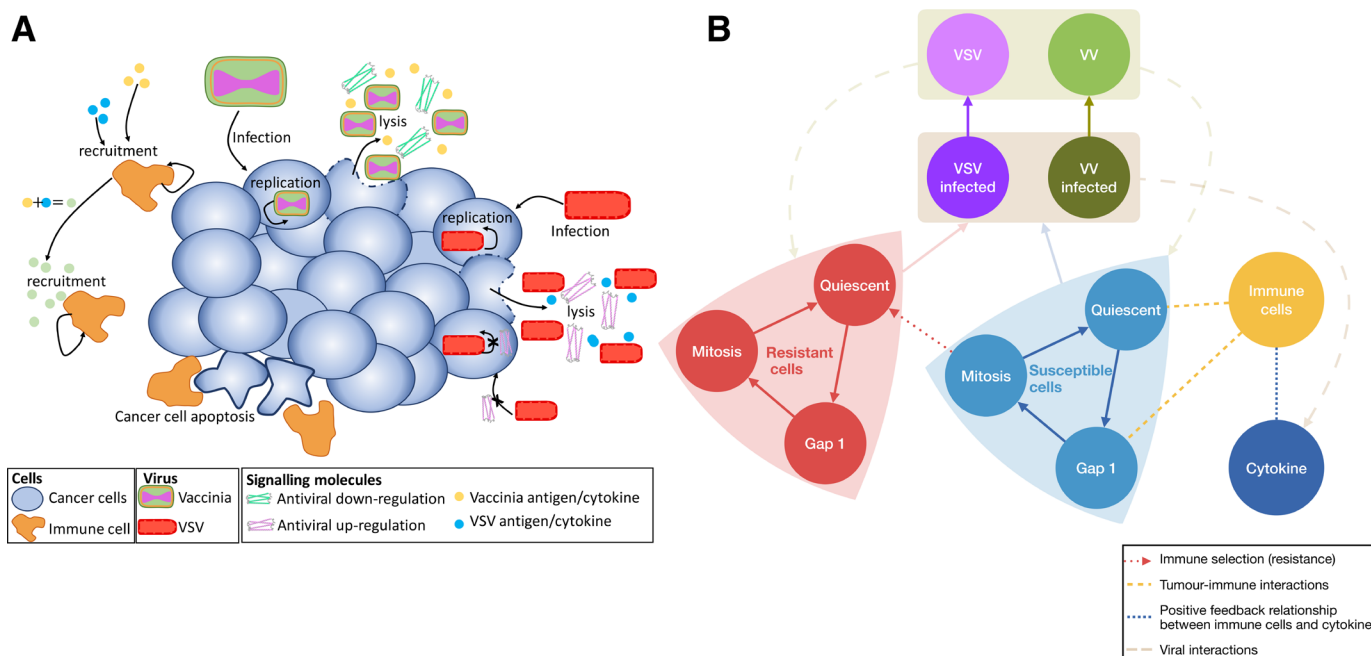 A
Infection
lysis
recruitment
replication
replication
Infection
+ =
recruitment
lysis
Cancer cell apoptosis
Cells
Cancer cells
Immune cell
Virus
Vaccinia
VSV
Signalling molecules
Antiviral down-regulation
Antiviral up-regulation
Vaccinia antigen/cytokine
VSV antigen/cytokine
B
VSV
VV
VSV
infected
VV
infected
Quiescent
Mitosis
Resistant
cells
Gap 1
Quiescent
Mitosis
Susceptible
cells
Gap 1
Immune
cells
Cytokine
Immune selection (resistance)
Tumour-immune interactions
Positive feedback relationship
between immune cells and cytokine
Viral interactions